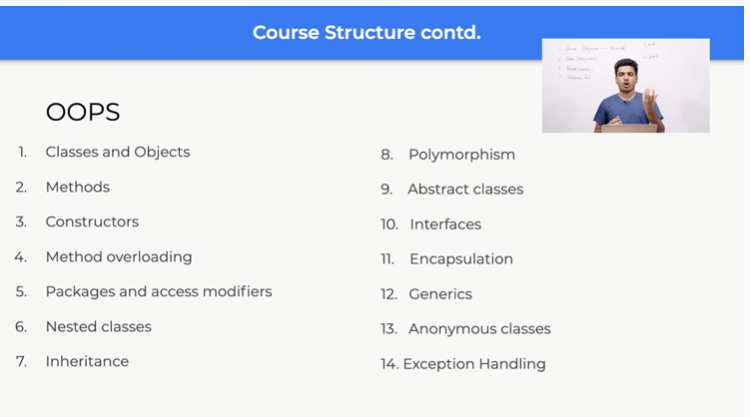 Course Structure contd.
OOPS
1. Classes and Objects
2. Methods
3. Constructors
4. Method overloading
5. Packages and access modifiers
6. Nested classes
7. Inheritance
8. Polymorphism
9. Abstract classes
10. Interfaces
11. Encapsulation
12. Generics
13. Anonymous classes
14. Exception Handling